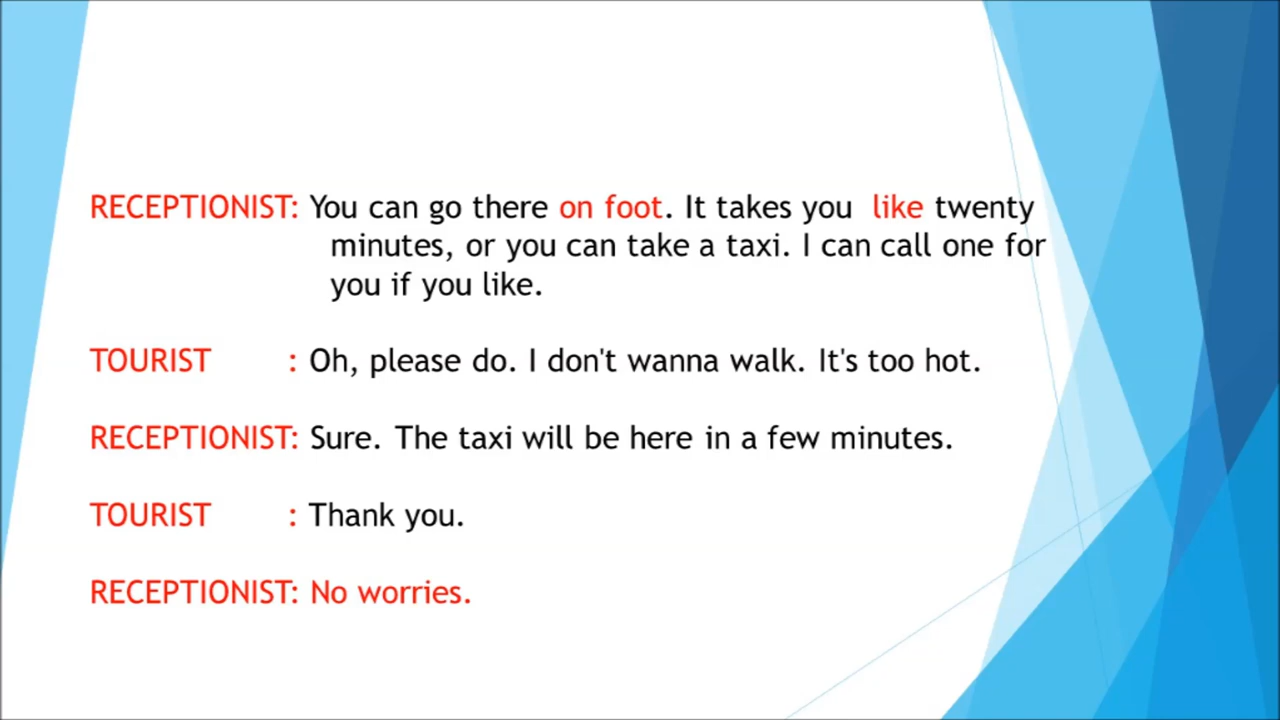 RECEPTIONIST: You can go there on foot. It takes you like twenty
minutes, or you can take a taxi. I can call one for
you if you like.
TOURIST : Oh, please do. I don't wanna walk. It's too hot.
RECEPTIONIST: Sure. The taxi will be here in a few minutes.
TOURIST : Thank you.
RECEPTIONIST: No worries.